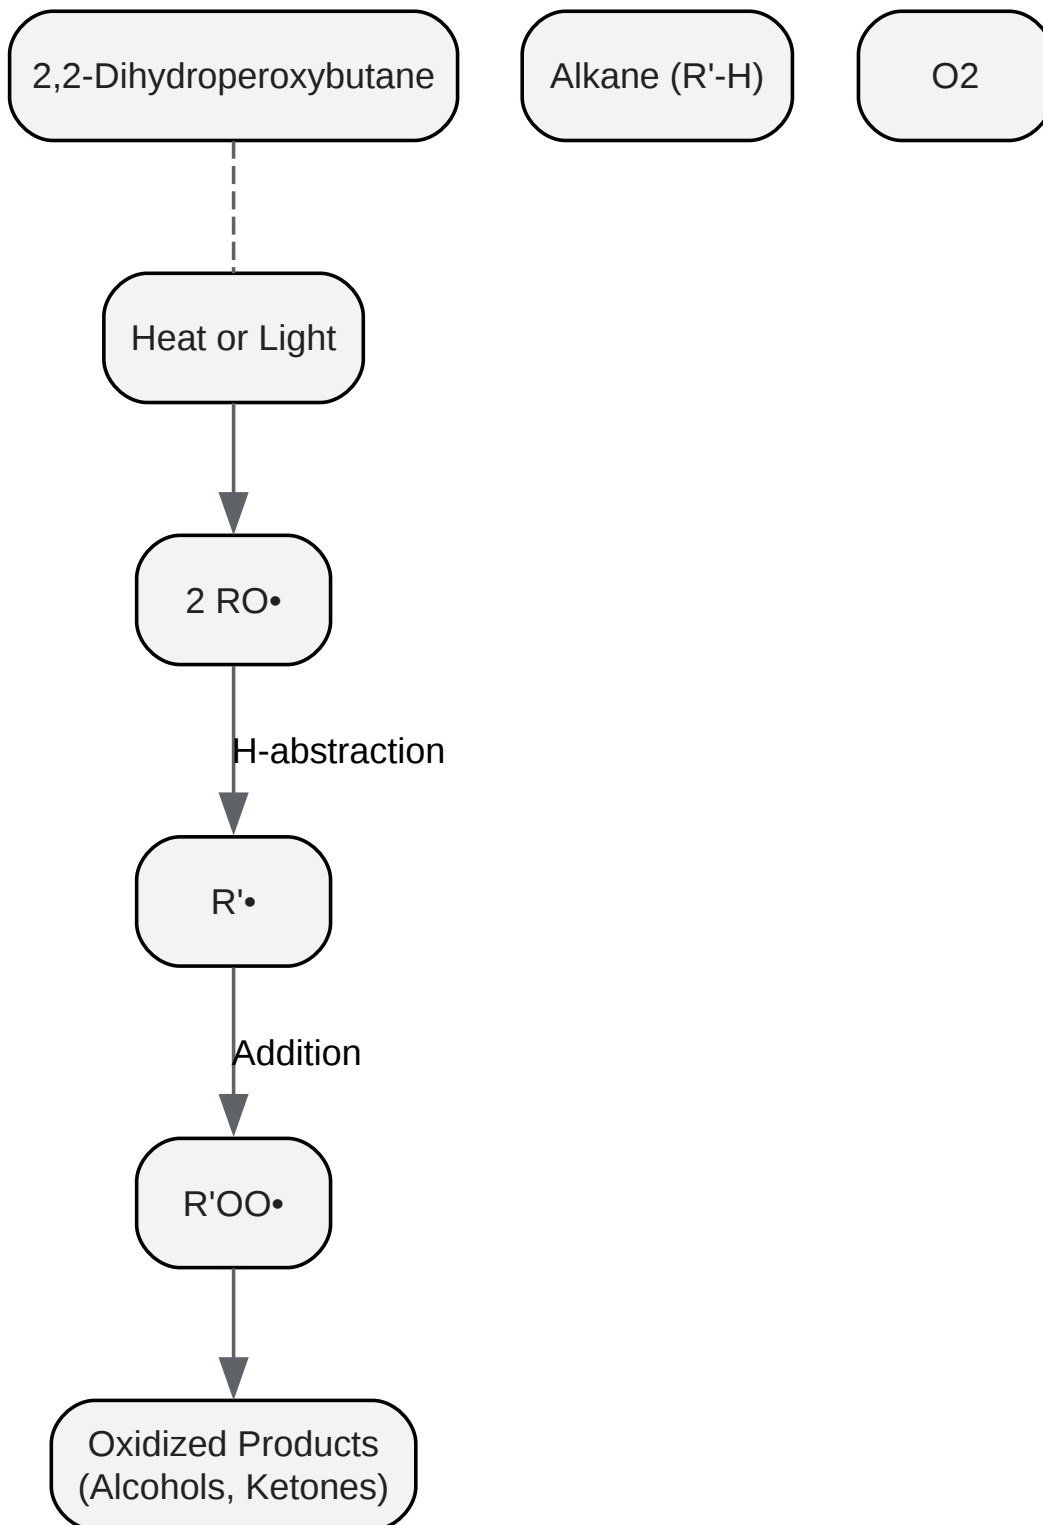 2,2-Dihydroperoxybutane
Alkane (R'-H)
O2
Heat or Light
2 RO•
H-abstraction
R'•
Addition
R'OO•
Oxidized Products
(Alcohols, Ketones)